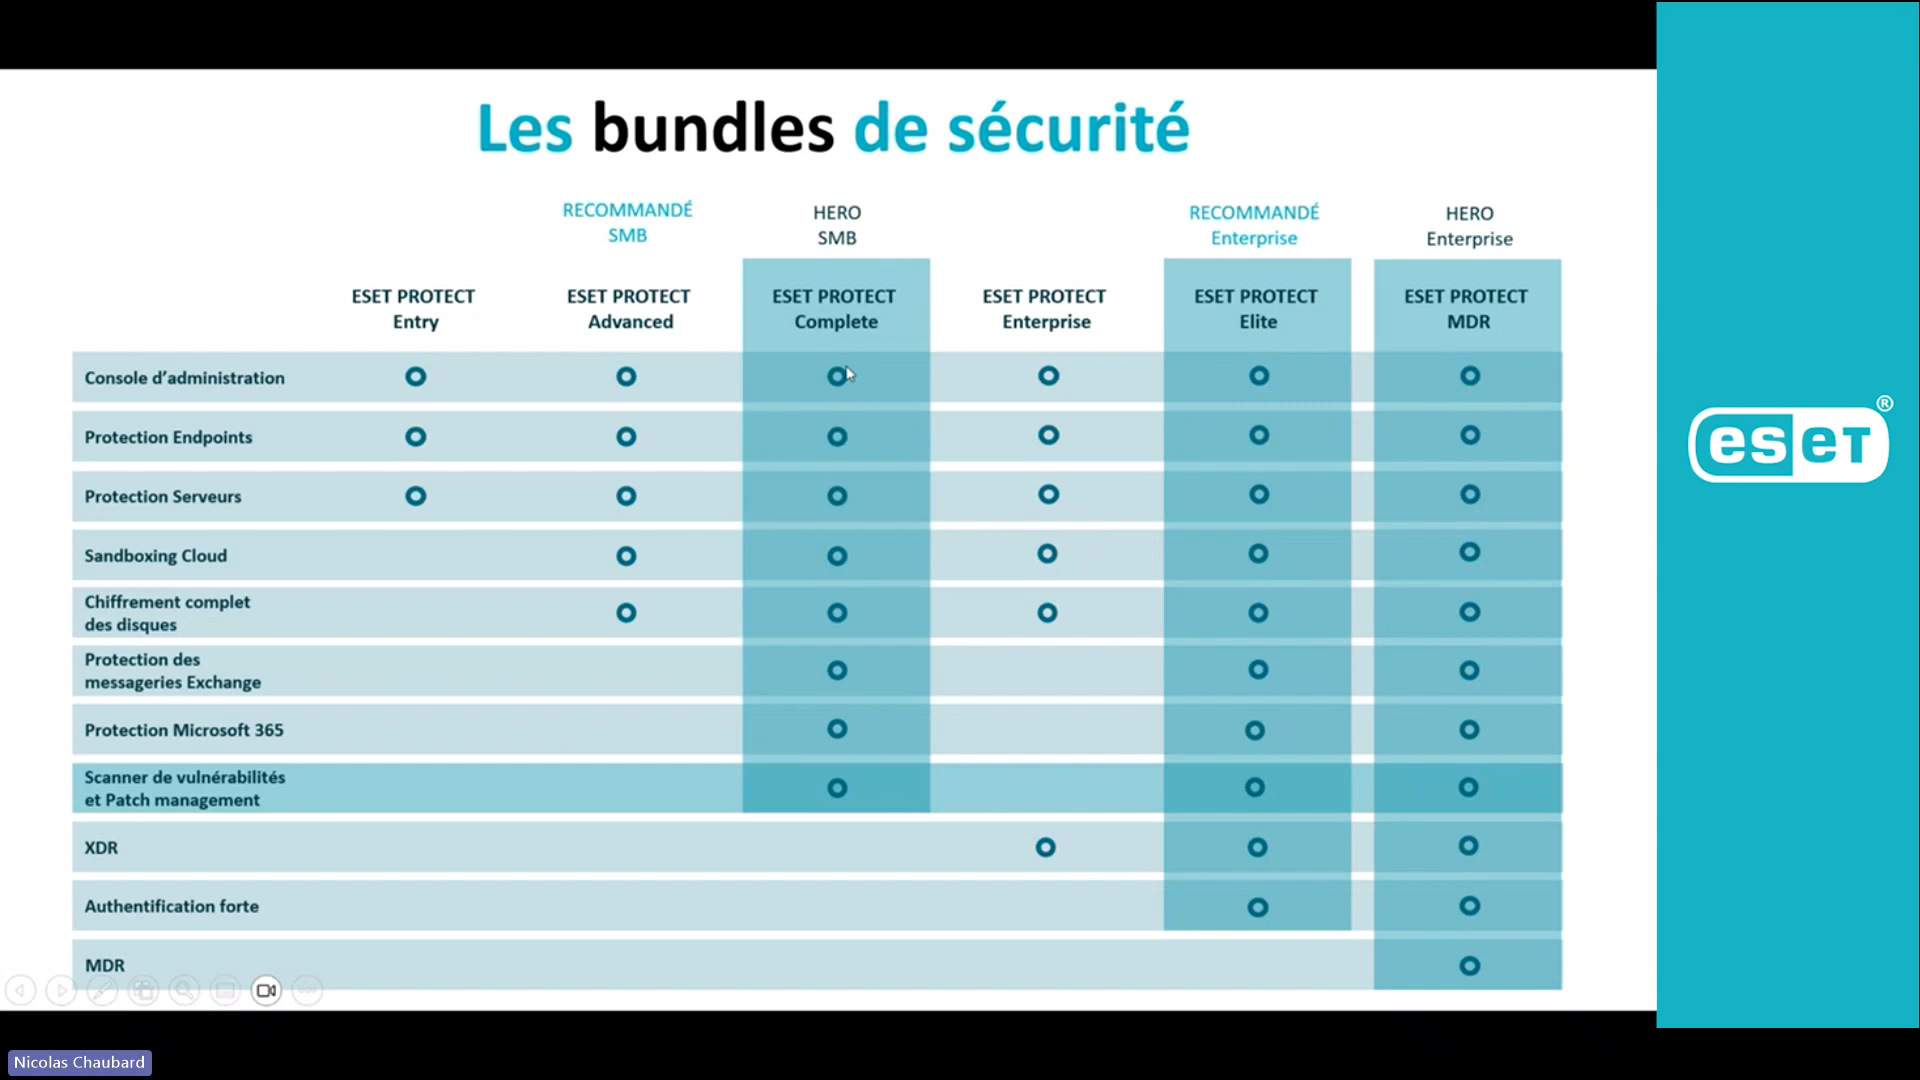 Les bundles de sécurité
RECOMMANDÉ
SMB
HERO
SMB
RECOMMANDÉ
Enterprise
HERO
Enterprise
ESET PROTECT
Entry
ESET PROTECT
Advanced
ESET PROTECT
Complete
ESET PROTECT
Enterprise
ESET PROTECT
Elite
ESET PROTECT
MDR
Console d’administration
Protection Endpoints
Protection Serveurs
Sandboxing Cloud
Chiffrement complet
des disques
Protection des
messageries Exchange
Protection Microsoft 365
Scanner de vulnérabilités
et Patch management
XDR
Authentification forte
MDR
eset®
Nicolas Chaubard